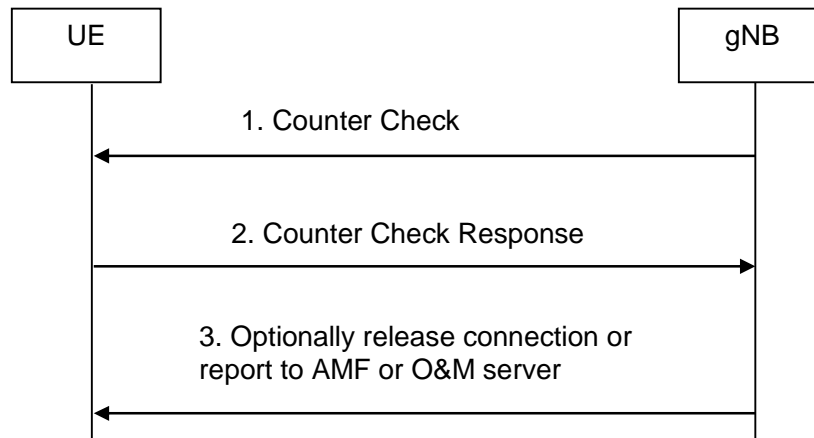 UE
gNB
1. Counter Check
2. Counter Check Response
3. Optionally release connection or
report to AMF or O&M server